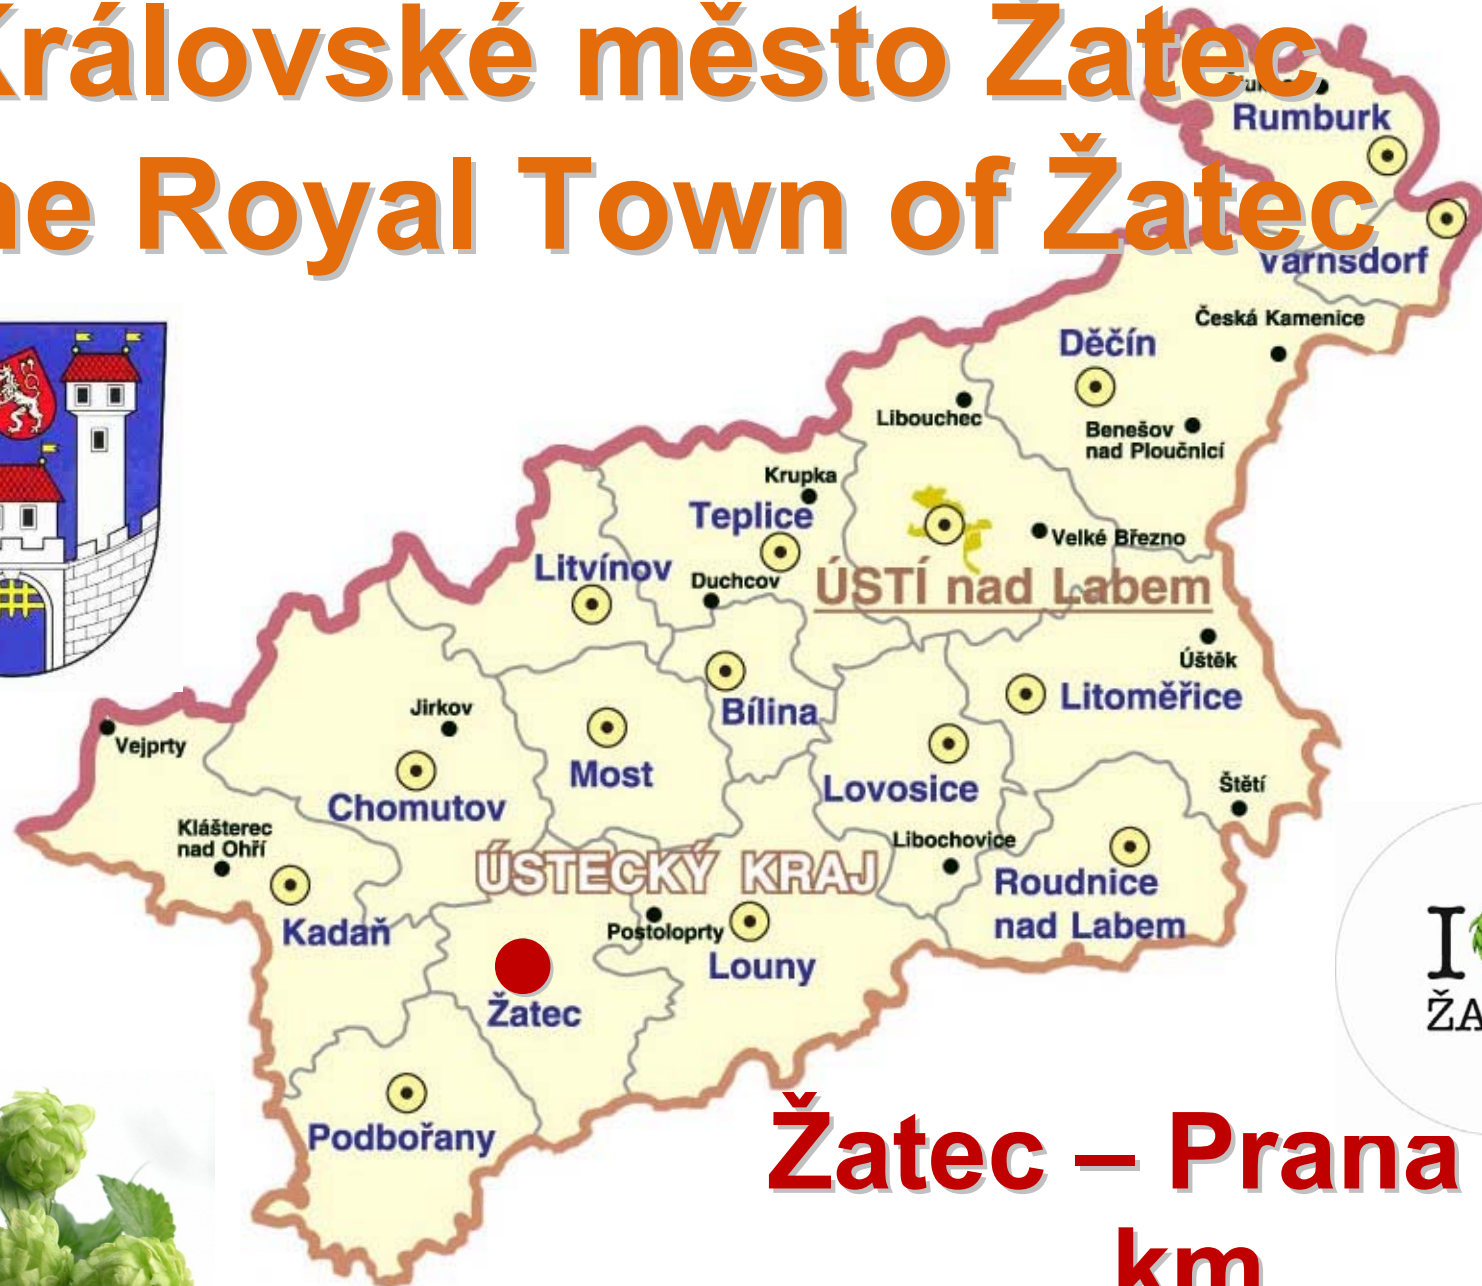 Královské město Žatec
he Royal Town of Žatec
Rumburk
Varnsdorf
Česká Kamenice
Děčín
Libouchec
Benešov
nad Ploučnicí
Krupka
Teplice
Velké Březno
Litvínov
Duchcov
ÚSTÍ nad Labem
Úštěk
Litoměřice
Bílina
Jirkov
Vejprty
Most
Chomutov
Lovosice
Štětí
Klášterec
nad Ohří
Libochovice
ÚSTECKÝ KRAJ
Roudnice
nad Labem
Kadaň
Postoloprty
Louny
Žatec
I
ŽA
Podbořany
Žatec – Prana
km